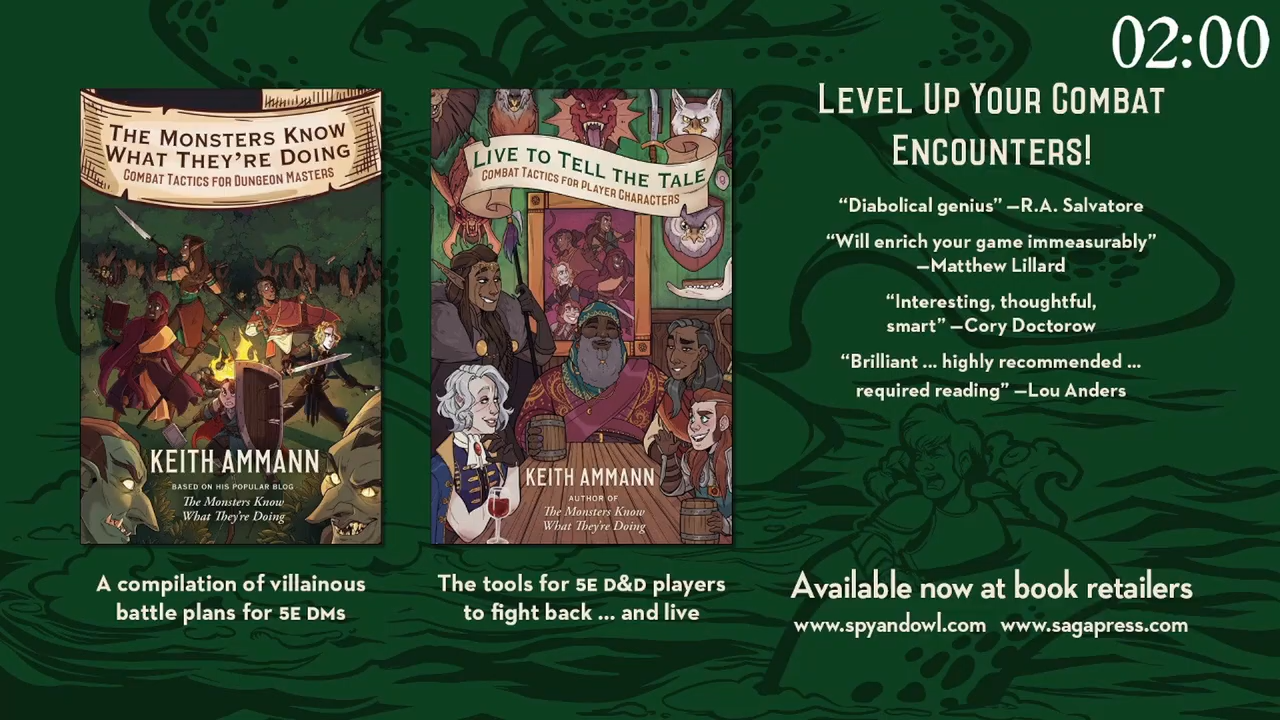 02:00
THE MONSTERS KNOW
WHAT THEY'RE DOING
COMBAT TACTICS FOR DUNGEON MASTERS
KEITH AMMANN
BASED ON HIS POPULAR BLOG
The Monsters Know
What They're Doing
A compilation of villainous
battle plans for 5E DMs
LIVE TO TELL THE TALE
COMBAT TACTICS FOR PLAYER CHARACTERS
KEITH AMMANN
AUTHOR OF
The Monsters Know
What They're Doing
The tools for 5E D&D players
to fight back ... and live
LEVEL UP YOUR COMBAT
ENCOUNTERS!
“Diabolical genius” —R.A. Salvatore
“Will enrich your game immeasurably”
—Matthew Lillard
“Interesting, thoughtful,
smart” —Cory Doctorow
“Brilliant ... highly recommended ...
required reading” —Lou Anders
Available now at book retailers
www.spyandowl.com www.sagapress.com